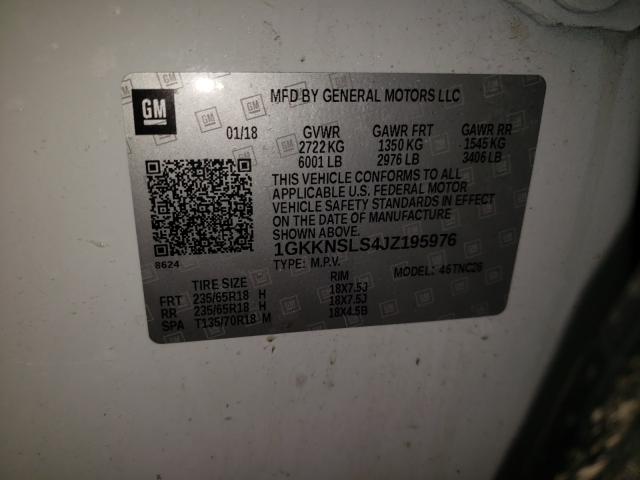 GM
MFD BY GENERAL MOTORS LLC
01/18 GVWR GAWR FRT GAWR RR
2722 KG 1350 KG 1545 KG
6001 LB 2976 LB 3406 LB
THIS VEHICLE CONFORMS TO ALL
APPLICABLE U.S. FEDERAL MOTOR
VEHICLE SAFETY STANDARDS IN EFFECT
ON THE DATE OF MANUFACTURE
SHOWN ABOVE.
1GKKNSLS4JZ195976
8624
TYPE: M.P.V. MODEL: 46TNC26
TIRE SIZE RIM
FRT 235/65R18 H 18X7.5J
RR 235/65R18 H 18X7.5J
SPA T135/70R18 M 18X4.5B